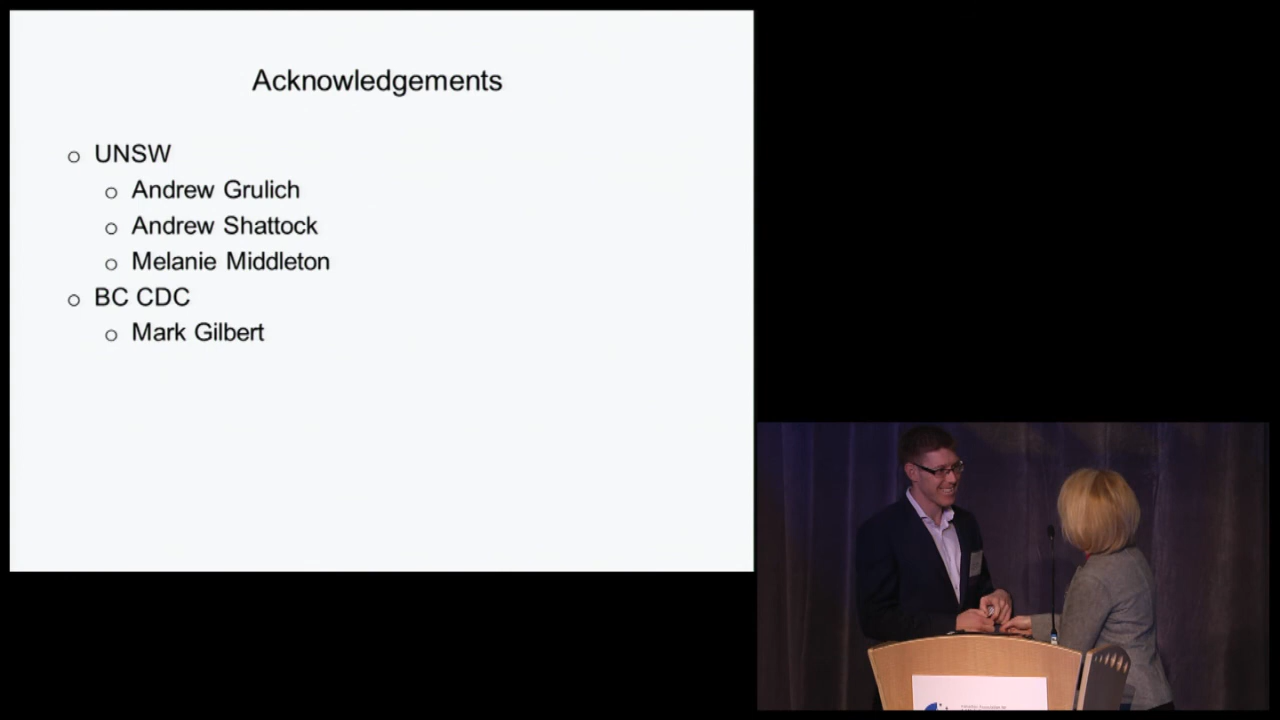 Acknowledgements
UNSW
Andrew Grulich
Andrew Shattock
Melanie Middleton
BC CDC
Mark Gilbert